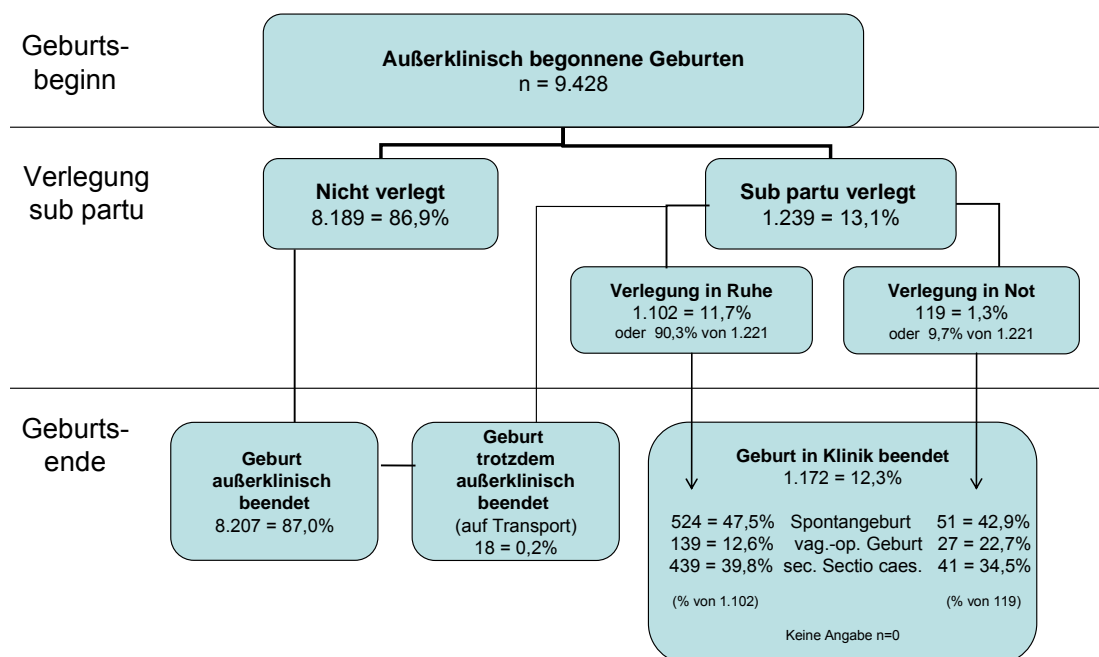 Geburts-
beginn
Außerklinisch begonnene Geburten
n = 9.428
Verlegung
sub partu
Nicht verlegt
8.189 = 86,9%
Sub partu verlegt
1.239 = 13,1%
Verlegung in Ruhe
1.102 = 11,7%
oder 90,3% von 1.221
Verlegung in Not
119 = 1,3%
oder 9,7% von 1.221
Geburts-
ende
Geburt
außerklinisch
beendet
8.207 = 87,0%
Geburt
trotzdem
außerklinisch
beendet
(auf Transport)
18 = 0,2%
Geburt in Klinik beendet
1.172 = 12,3%
524 = 47,5% Spontangeburt 51 = 42,9%
139 = 12,6% vag.-op. Geburt 27 = 22,7%
439 = 39,8% sec. Sectio caes. 41 = 34,5%
(% von 1.102) (% von 119)
Keine Angabe n=0